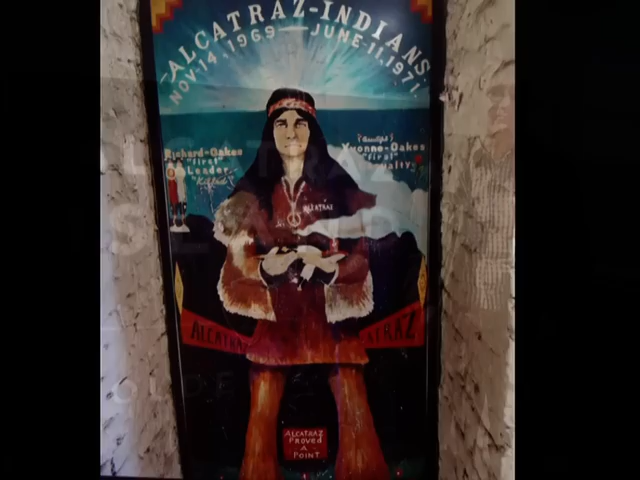 ALCATRAZ-INDIANS
NOV.14,1969 — JUNE.11,1971.
Richard-Oakes
"first"
Leader.
"Killed"
Yvonne-Oakes
"first"
ALCATRAZ
ALCATRAZ
ALCATRAZ
PROVED
A
POINT